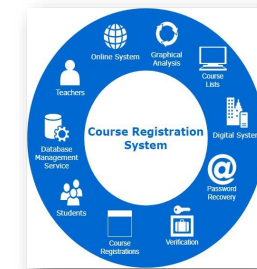 Online System
Graphical
Analysis
Course
Lists
Teachers
Course Registration
System
Digital System
Database
Management
Service
Password
Recovery
Students
Course
Registrations
Verification